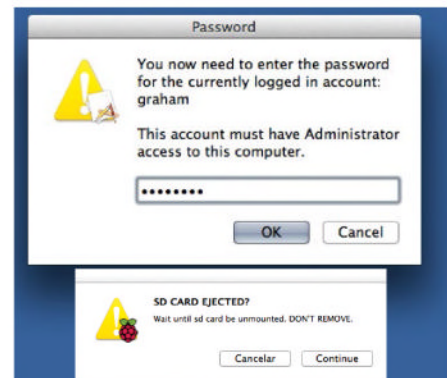 Password
You now need to enter the password
for the currently logged in account:
graham
This account must have Administrator
access to this computer.
••••••••
OK Cancel
SD CARD EJECTED?
Wait until sd card be unmounted. DON'T REMOVE.
Cancelar Continue